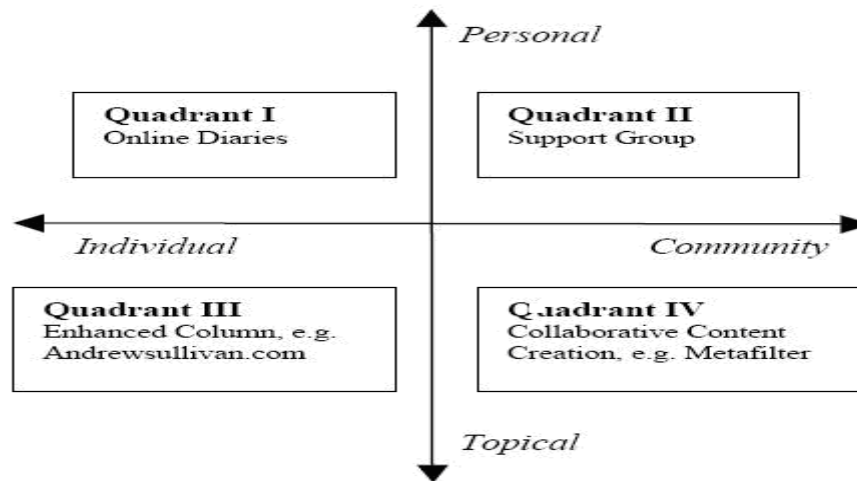 Personal
Quadrant I
Online Diaries
Quadrant II
Support Group
Individual
Community
Quadrant III
Enhanced Column, e.g.
Andrewsullivan.com
Quadrant IV
Collaborative Content
Creation, e.g. Metafilter
Topical